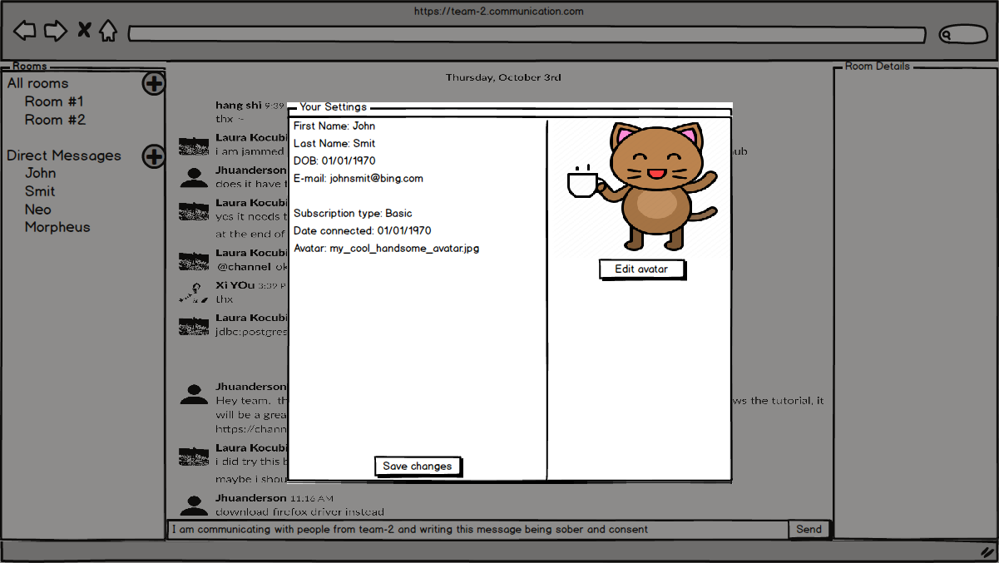 https://team-2.communication.com
Rooms
All rooms
Room #1
Room #2
Direct Messages
John
Smit
Neo
Morpheus
Thursday, October 3rd
hang shi 9:39
thx :-
Laura Kocubi
i am jammed
ub
Jhuanderson
does it have t
Laura Kocubi
yes it needs t
at the end of
Laura Kocubi
@channel ok
Xi YOu 3:39 P
thx
Laura Kocubi
jdbc:postgres
Jhuanderson
Hey team. th
ws the tutorial, it
will be a grea
https://chann
Laura Kocubi
i did try this b
maybe i shou
Jhuanderson 11:16 AM
download firefox driver instead
I am communicating with people from team-2 and writing this message being sober and consent
Send
Your Settings
First Name: John
Last Name: Smit
DOB: 01/01/1970
E-mail: johnsmit@bing.com
Subscription type: Basic
Date connected: 01/01/1970
Avatar: my_cool_handsome_avatar.jpg
Save changes
Edit avatar
Room Details